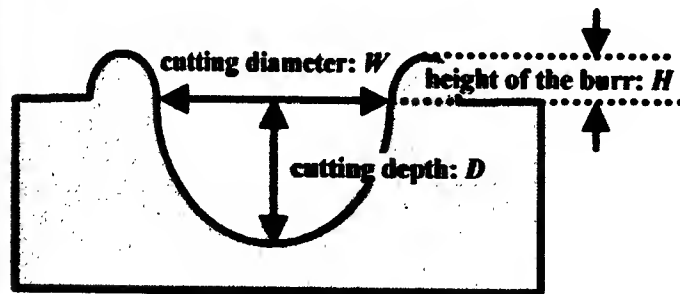 cutting diameter: W
height of the burr: H
cutting depth: D